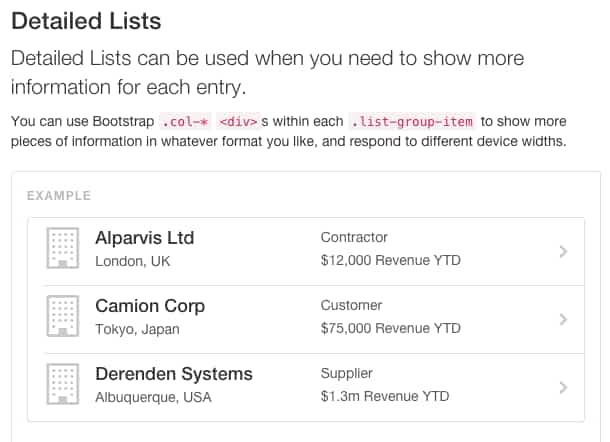 Detailed Lists
Detailed Lists can be used when you need to show more
information for each entry.
You can use Bootstrap .col-* <div>s within each .list-group-item to show more
pieces of information in whatever format you like, and respond to different device widths.
EXAMPLE
Alparvis Ltd
London, UK
Contractor
$12,000 Revenue YTD
Camion Corp
Tokyo, Japan
Customer
$75,000 Revenue YTD
Derenden Systems
Albuquerque, USA
Supplier
$1.3m Revenue YTD